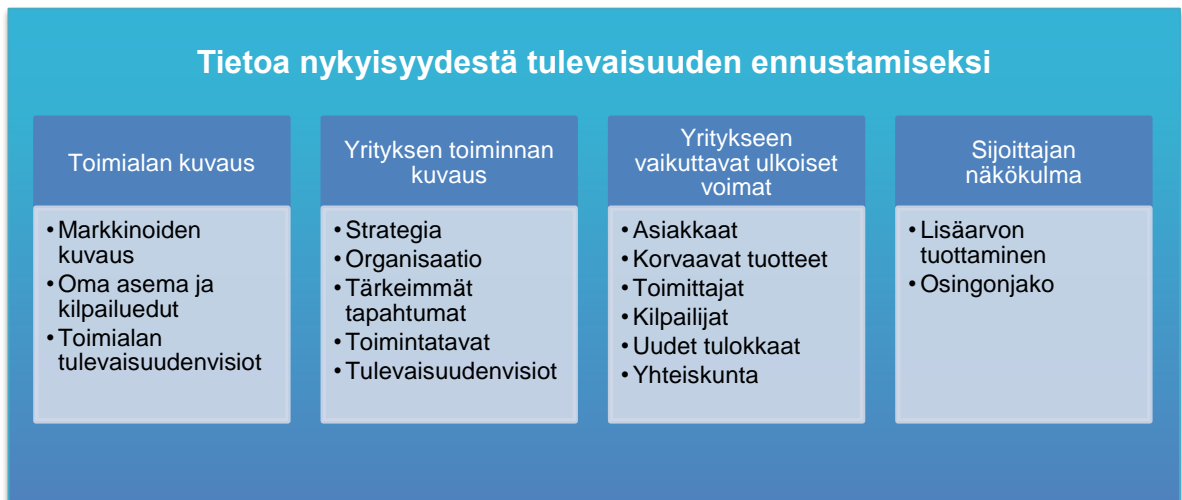 Tietoa nykyisyydestä tulevaisuuden ennustamiseksi
Toimialan kuvaus
• Markkinoiden
kuvaus
• Oma asema ja
kilpailuedut
• Toimialan
tulevaisuudenvisiot
Yrityksen toiminnan
kuvaus
• Strategia
• Organisaatio
• Tärkeimmät
tapahtumat
• Toimintatavat
• Tulevaisuudenvisiot
Yritykseen
vaikuttavat ulkoiset
voimat
• Asiakkaat
• Korvaavat tuotteet
• Toimittajat
• Kilpailijat
• Uudet tulokkaat
• Yhteiskunta
Sijoittajan
näkökulma
• Lisäarvon
tuottaminen
• Osingonjako